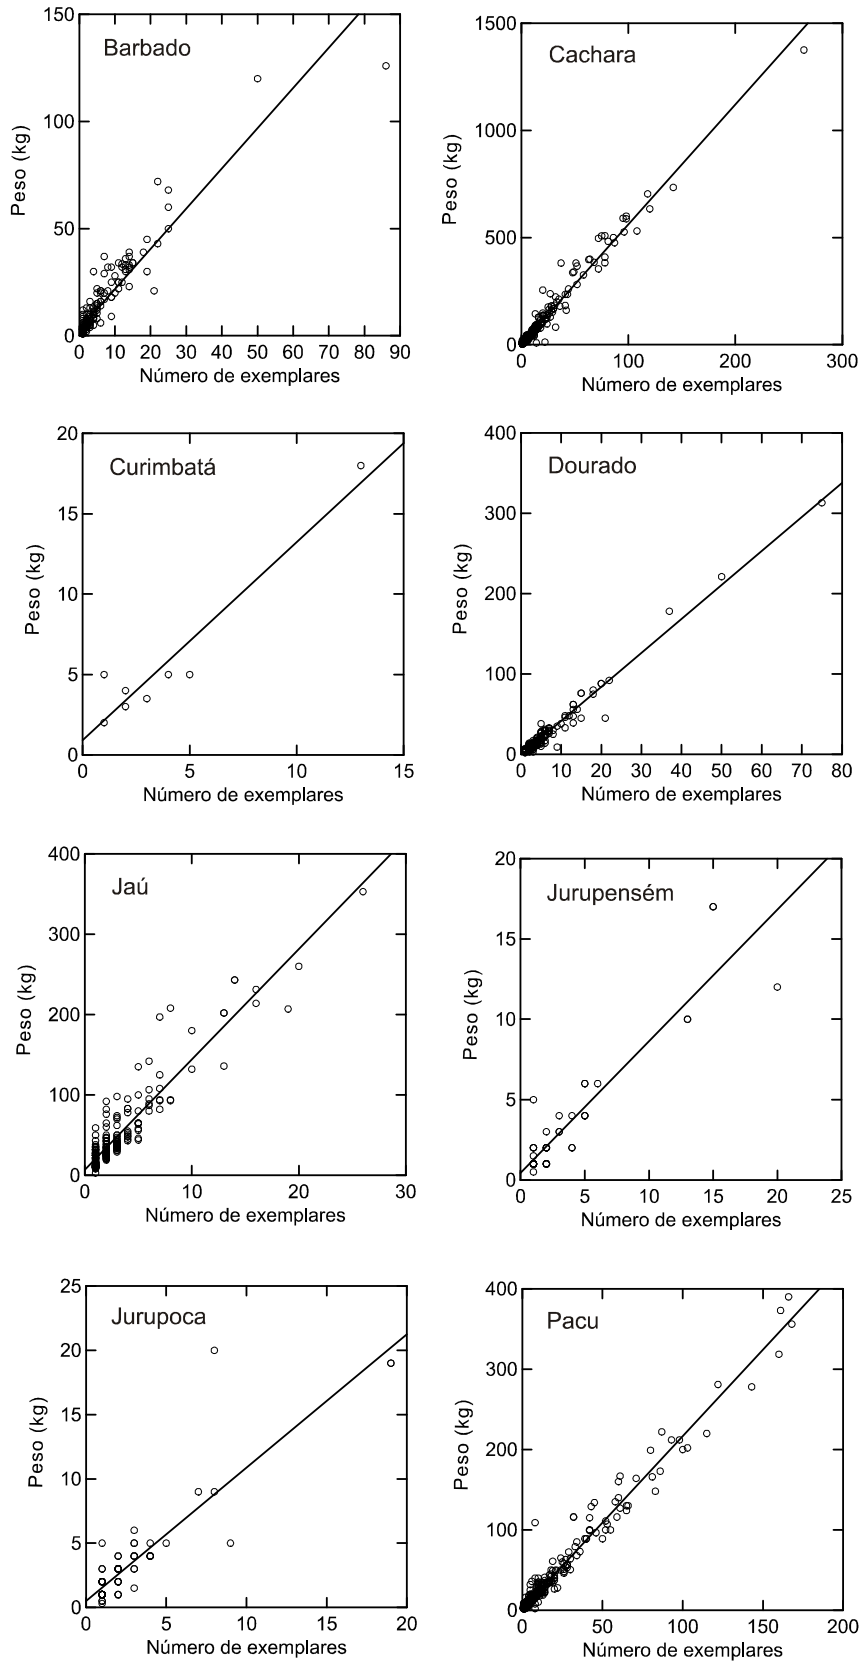 Barbado
Peso (kg)
150
100
50
0
0 10 20 30 40 50 60 70 80 90
Número de exemplares
Cachara
Peso (kg)
1500
1000
500
0
0 100 200 300
Número de exemplares
Curimbatá
Peso (kg)
20
15
10
5
0
0 5 10 15
Número de exemplares
Dourado
Peso (kg)
400
300
200
100
0
0 10 20 30 40 50 60 70 80
Número de exemplares
Jaú
Peso (kg)
400
300
200
100
0
0 10 20 30
Número de exemplares
Jurupensém
Peso (kg)
20
15
10
5
0
0 5 10 15 20 25
Número de exemplares
Jurupoca
Peso (kg)
25
20
15
10
5
0
0 5 10 15 20
Número de exemplares
Pacu
Peso (kg)
400
300
200
100
0
0 50 100 150 200
Número de exemplares